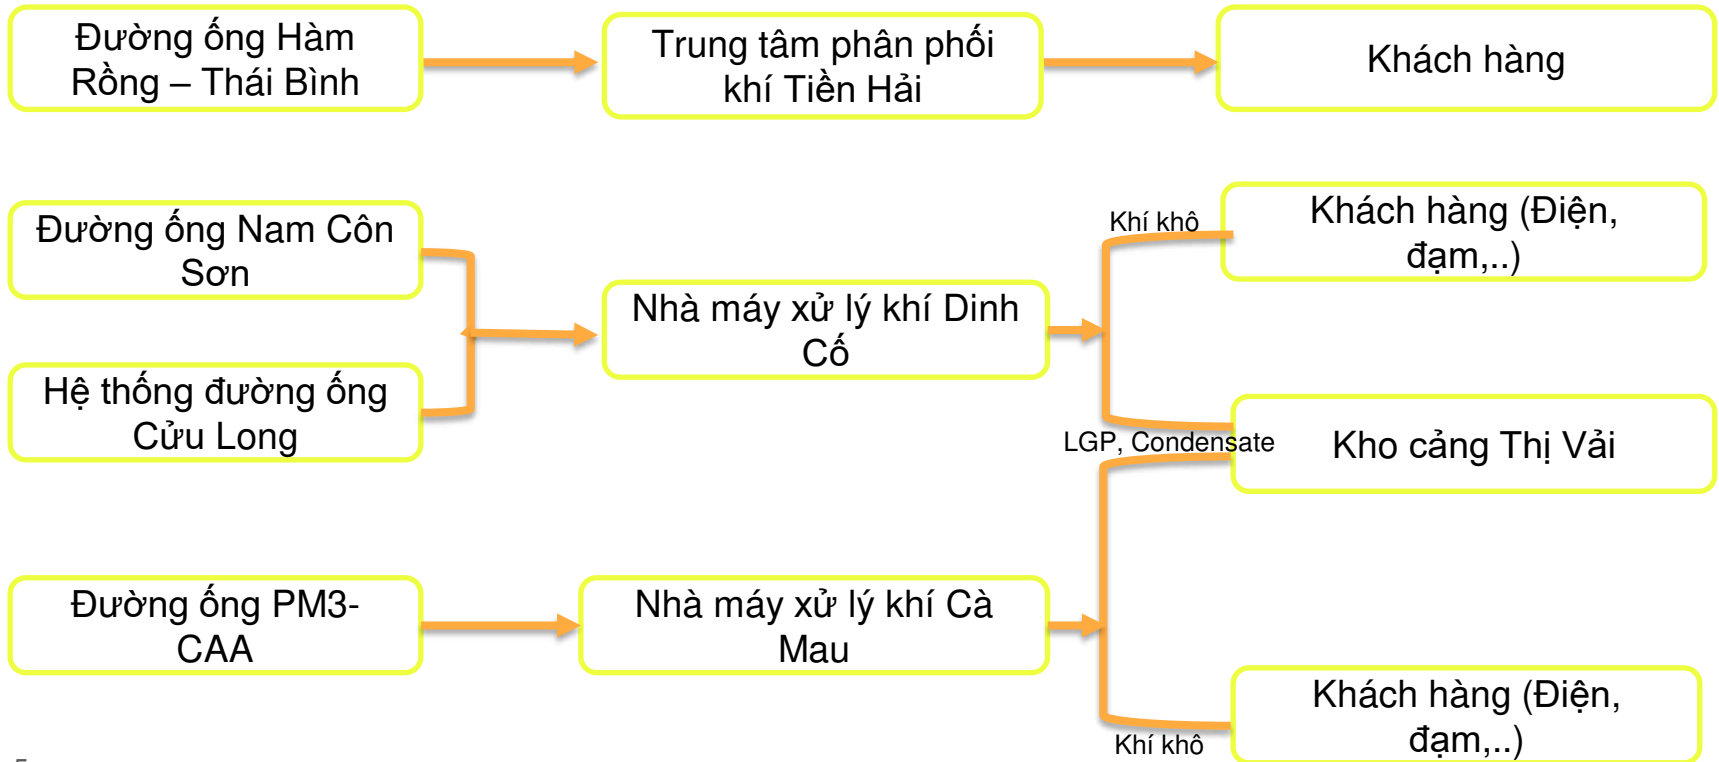 Đường ống Hàm
Rồng – Thái Bình
Trung tâm phân phối
khí Tiền Hải
Khách hàng
Đường ống Nam Côn
Sơn
Hệ thống đường ống
Cửu Long
Nhà máy xử lý khí Dinh
Cố
Khí khô
Khách hàng (Điện,
đạm,..)
LGP, Condensate
Kho cảng Thị Vải
Đường ống PM3-
CAA
Nhà máy xử lý khí Cà
Mau
Khí khô
Khách hàng (Điện,
đạm,..)